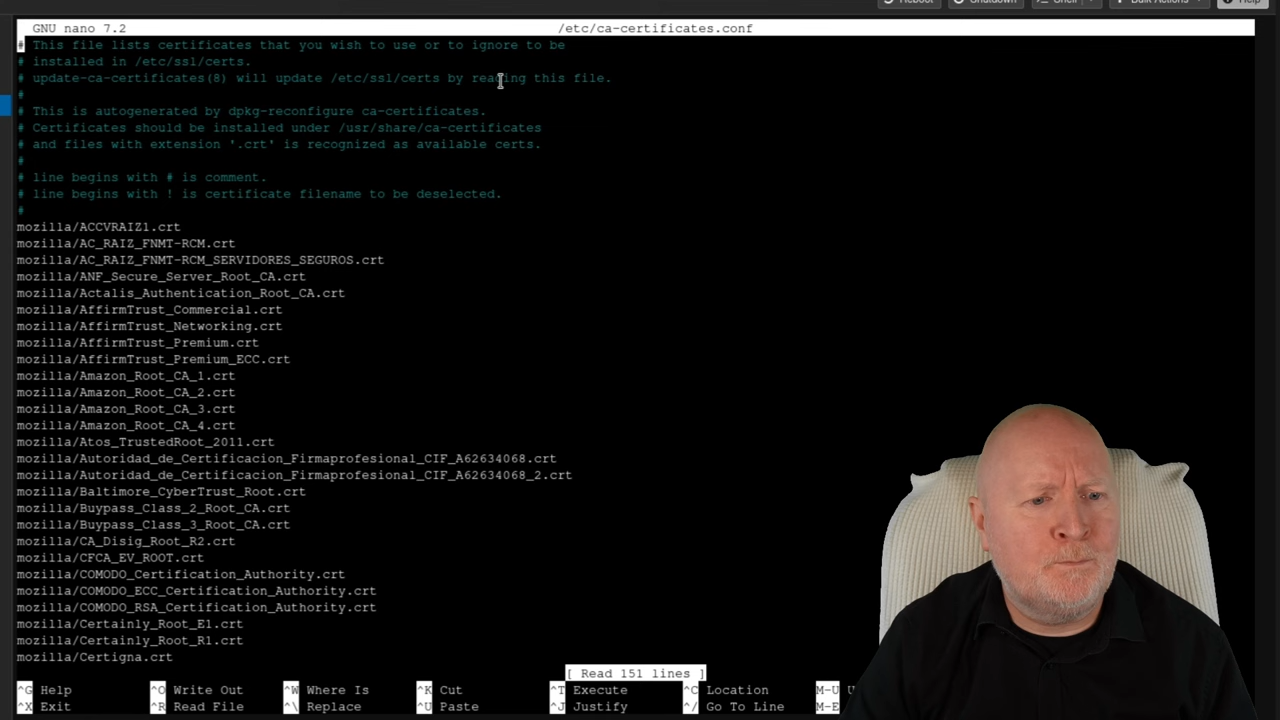 Reboot Shutdown Shell Bulk Actions Help
GNU nano 7.2 /etc/ca-certificates.conf
# This file lists certificates that you wish to use or to ignore to be
# installed in /etc/ssl/certs.
# update-ca-certificates(8) will update /etc/ssl/certs by reading this file.
#
# This is autogenerated by dpkg-reconfigure ca-certificates.
# Certificates should be installed under /usr/share/ca-certificates
# and files with extension '.crt' is recognized as available certs.
#
# line begins with # is comment.
# line begins with ! is certificate filename to be deselected.
#
mozilla/ACCVRAIZ1.crt
mozilla/AC_RAIZ_FNMT-RCM.crt
mozilla/AC_RAIZ_FNMT-RCM_SERVIDORES_SEGUROS.crt
mozilla/ANF_Secure_Server_Root_CA.crt
mozilla/Actalis_Authentication_Root_CA.crt
mozilla/AffirmTrust_Commercial.crt
mozilla/AffirmTrust_Networking.crt
mozilla/AffirmTrust_Premium.crt
mozilla/AffirmTrust_Premium_ECC.crt
mozilla/Amazon_Root_CA_1.crt
mozilla/Amazon_Root_CA_2.crt
mozilla/Amazon_Root_CA_3.crt
mozilla/Amazon_Root_CA_4.crt
mozilla/Atos_TrustedRoot_2011.crt
mozilla/Autoridad_de_Certificacion_Firmaprofesional_CIF_A62634068.crt
mozilla/Autoridad_de_Certificacion_Firmaprofesional_CIF_A62634068_2.crt
mozilla/Baltimore_CyberTrust_Root.crt
mozilla/Buypass_Class_2_Root_CA.crt
mozilla/Buypass_Class_3_Root_CA.crt
mozilla/CA_Disig_Root_R2.crt
mozilla/CFCA_EV_ROOT.crt
mozilla/COMODO_Certification_Authority.crt
mozilla/COMODO_ECC_Certification_Authority.crt
mozilla/COMODO_RSA_Certification_Authority.crt
mozilla/Certainly_Root_E1.crt
mozilla/Certainly_Root_R1.crt
mozilla/Certigna.crt
[ Read 151 lines ]
^G Help ^O Write Out ^W Where Is ^K Cut ^T Execute ^C Location M-U
^X Exit ^R Read File ^\ Replace ^U Paste ^J Justify ^/ Go To Line M-E